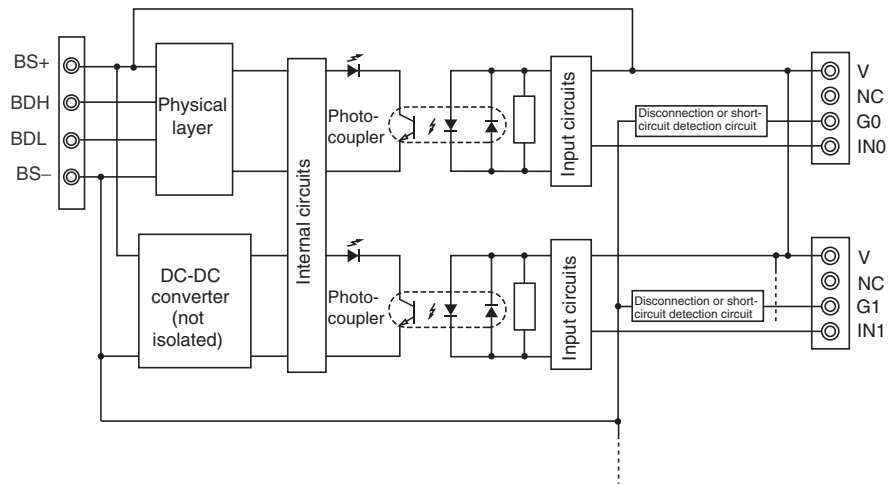 BS+
BDH
BDL
BS–
Physical
layer
DC-DC
converter
(not
isolated)
Internal circuits
Photo-
coupler
Input circuits
Disconnection or short-
circuit detection circuit
V
NC
G0
IN0
Photo-
coupler
Input circuits
Disconnection or short-
circuit detection circuit
V
NC
G1
IN1